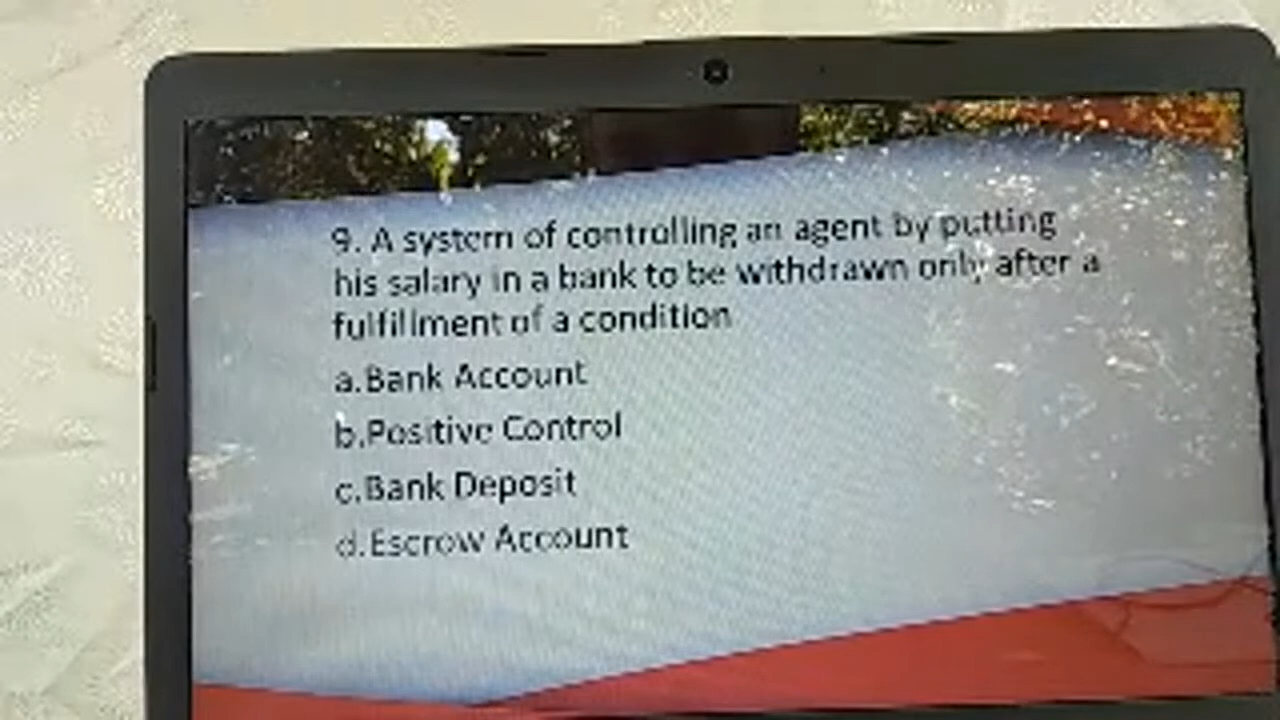 9. A system of controlling an agent by putting
his salary in a bank to be withdrawn only after a
fulfillment of a condition
a.Bank Account
b.Positive Control
c.Bank Deposit
d.Escrow Account